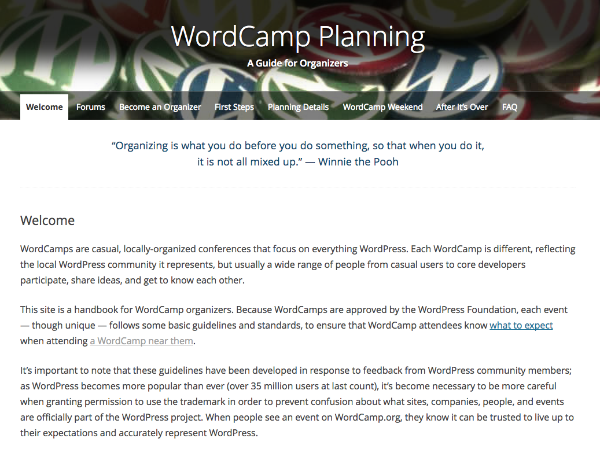 WordCamp Planning
A Guide for Organizers
Welcome Forums Become an Organizer First Steps Planning Details WordCamp Weekend After It's Over FAQ
“Organizing is what you do before you do something, so that when you do it,
it is not all mixed up.” — Winnie the Pooh
Welcome
WordCamps are casual, locally-organized conferences that focus on everything WordPress. Each WordCamp is different, reflecting
the local WordPress community it represents, but usually a wide range of people from casual users to core developers
participate, share ideas, and get to know each other.
This site is a handbook for WordCamp organizers. Because WordCamps are approved by the WordPress Foundation, each event
— though unique — follows some basic guidelines and standards, to ensure that WordCamp attendees know what to expect
when attending a WordCamp near them.
It's important to note that these guidelines have been developed in response to feedback from WordPress community members;
as WordPress becomes more popular than ever (over 35 million users at last count), it's become necessary to be more careful
when granting permission to use the trademark in order to prevent confusion about what sites, companies, people, and events
are officially part of the WordPress project. When people see an event on WordCamp.org, they know it can be trusted to live up to
their expectations and accurately represent WordPress.